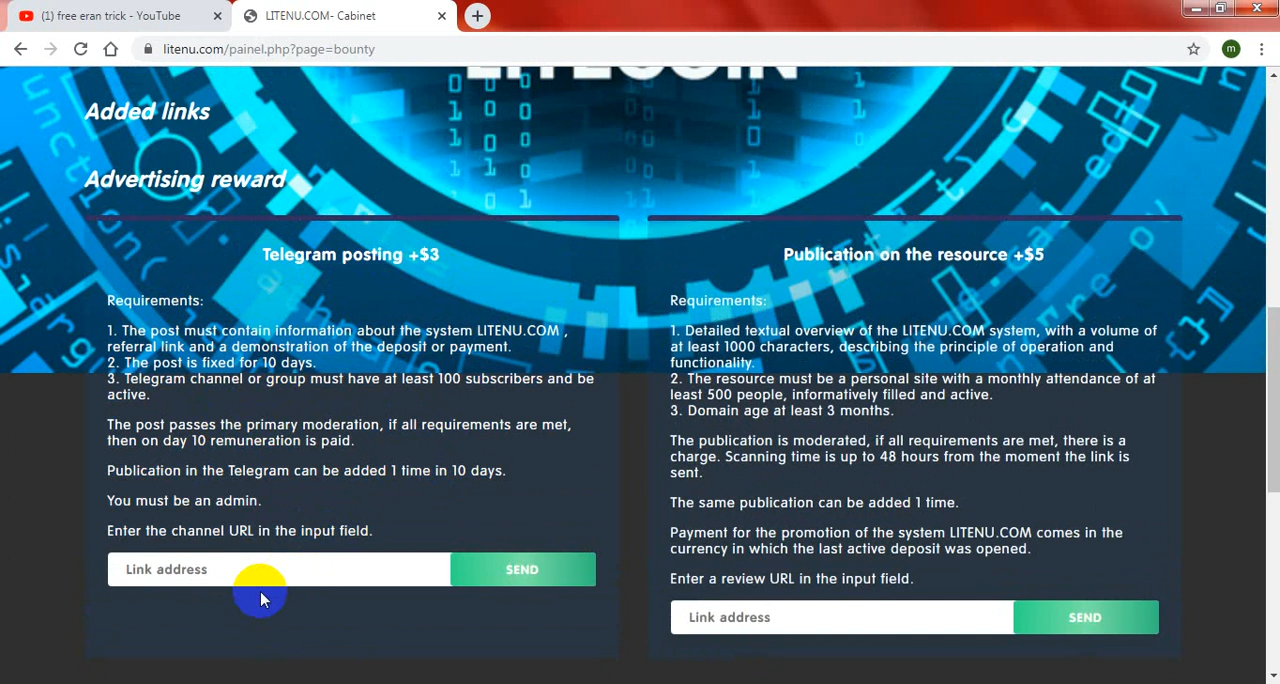 (1) free eran trick - YouTube
LITENU.COM- Cabinet
litenu.com/painel.php?page=bounty
m
LITECOIN
Added links
Advertising reward
Telegram posting +$3
Requirements:
1. The post must contain information about the system LITENU.COM ,
referral link and a demonstration of the deposit or payment.
2. The post is fixed for 10 days.
3. Telegram channel or group must have at least 100 subscribers and be
active.
The post passes the primary moderation, if all requirements are met,
then on day 10 remuneration is paid.
Publication in the Telegram can be added 1 time in 10 days.
You must be an admin.
Enter the channel URL in the input field.
Link address
SEND
Publication on the resource +$5
Requirements:
1. Detailed textual overview of the LITENU.COM system, with a volume of
at least 1000 characters, describing the principle of operation and
functionality.
2. The resource must be a personal site with a monthly attendance of at
least 500 people, informatively filled and active.
3. Domain age at least 3 months.
The publication is moderated, if all requirements are met, there is a
charge. Scanning time is up to 48 hours from the moment the link is
sent.
The same publication can be added 1 time.
Payment for the promotion of the system LITENU.COM comes in the
currency in which the last active deposit was opened.
Enter a review URL in the input field.
Link address
SEND